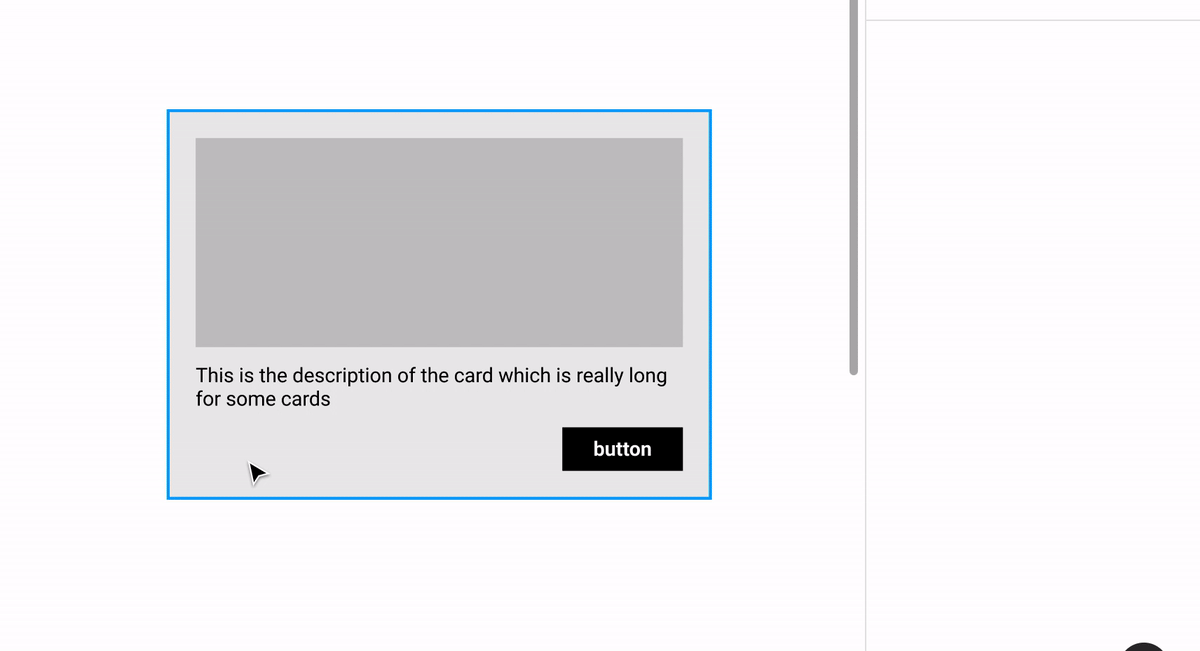 This is the description of the card which is really long
for some cards
button